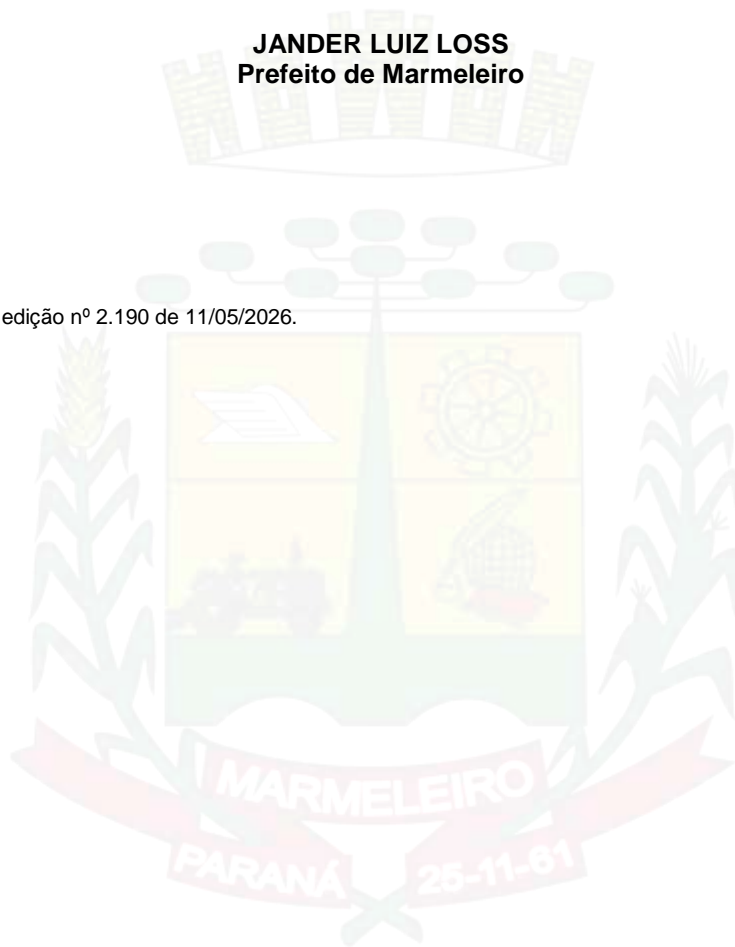 JANDER LUIZ LOSS
Prefeito de Marmeleiro
edição nº 2.190 de 11/05/2026.
MARMELEIRO
PARANÁ 25-11-61